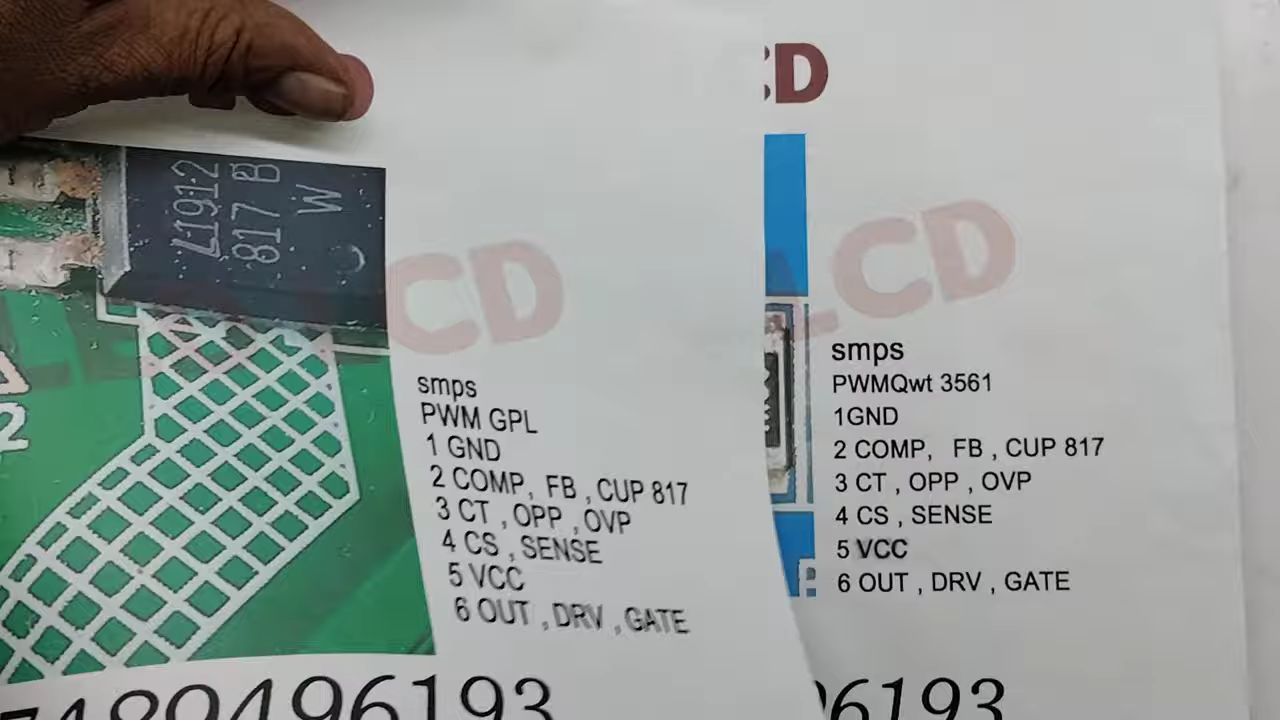 L1912
817 B
W
CD
smps
PWM GPL
1 GND
2 COMP, FB , CUP 817
3 CT , OPP , OVP
4 CS , SENSE
5 VCC
6 OUT , DRV , GATE
489496193
CD
LCD
smps
PWMQwt 3561
1GND
2 COMP, FB , CUP 817
3 CT , OPP , OVP
4 CS , SENSE
5 VCC
6 OUT , DRV , GATE
96193